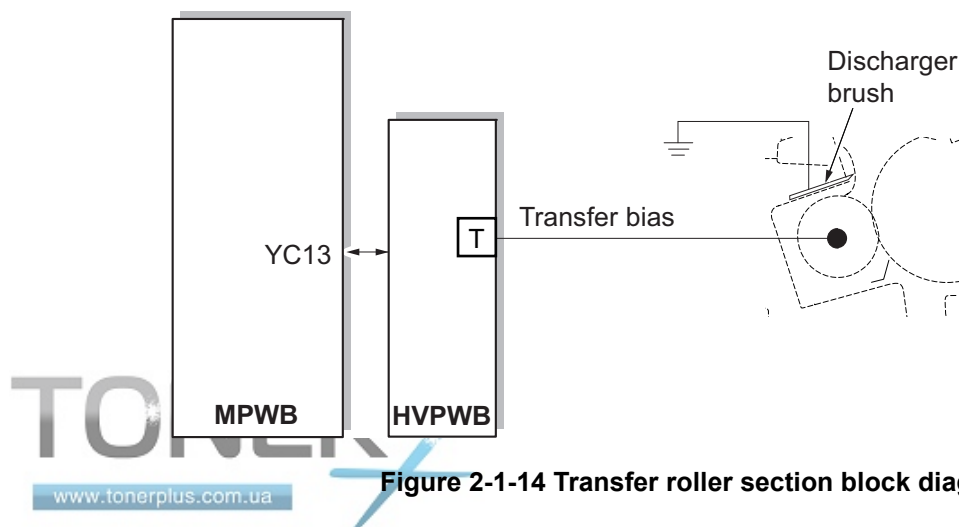 Discharger
brush
Transfer bias
T
YC13
MPWB
HVPWB
www.tonerplus.com.ua
Figure 2-1-14 Transfer roller section block diag